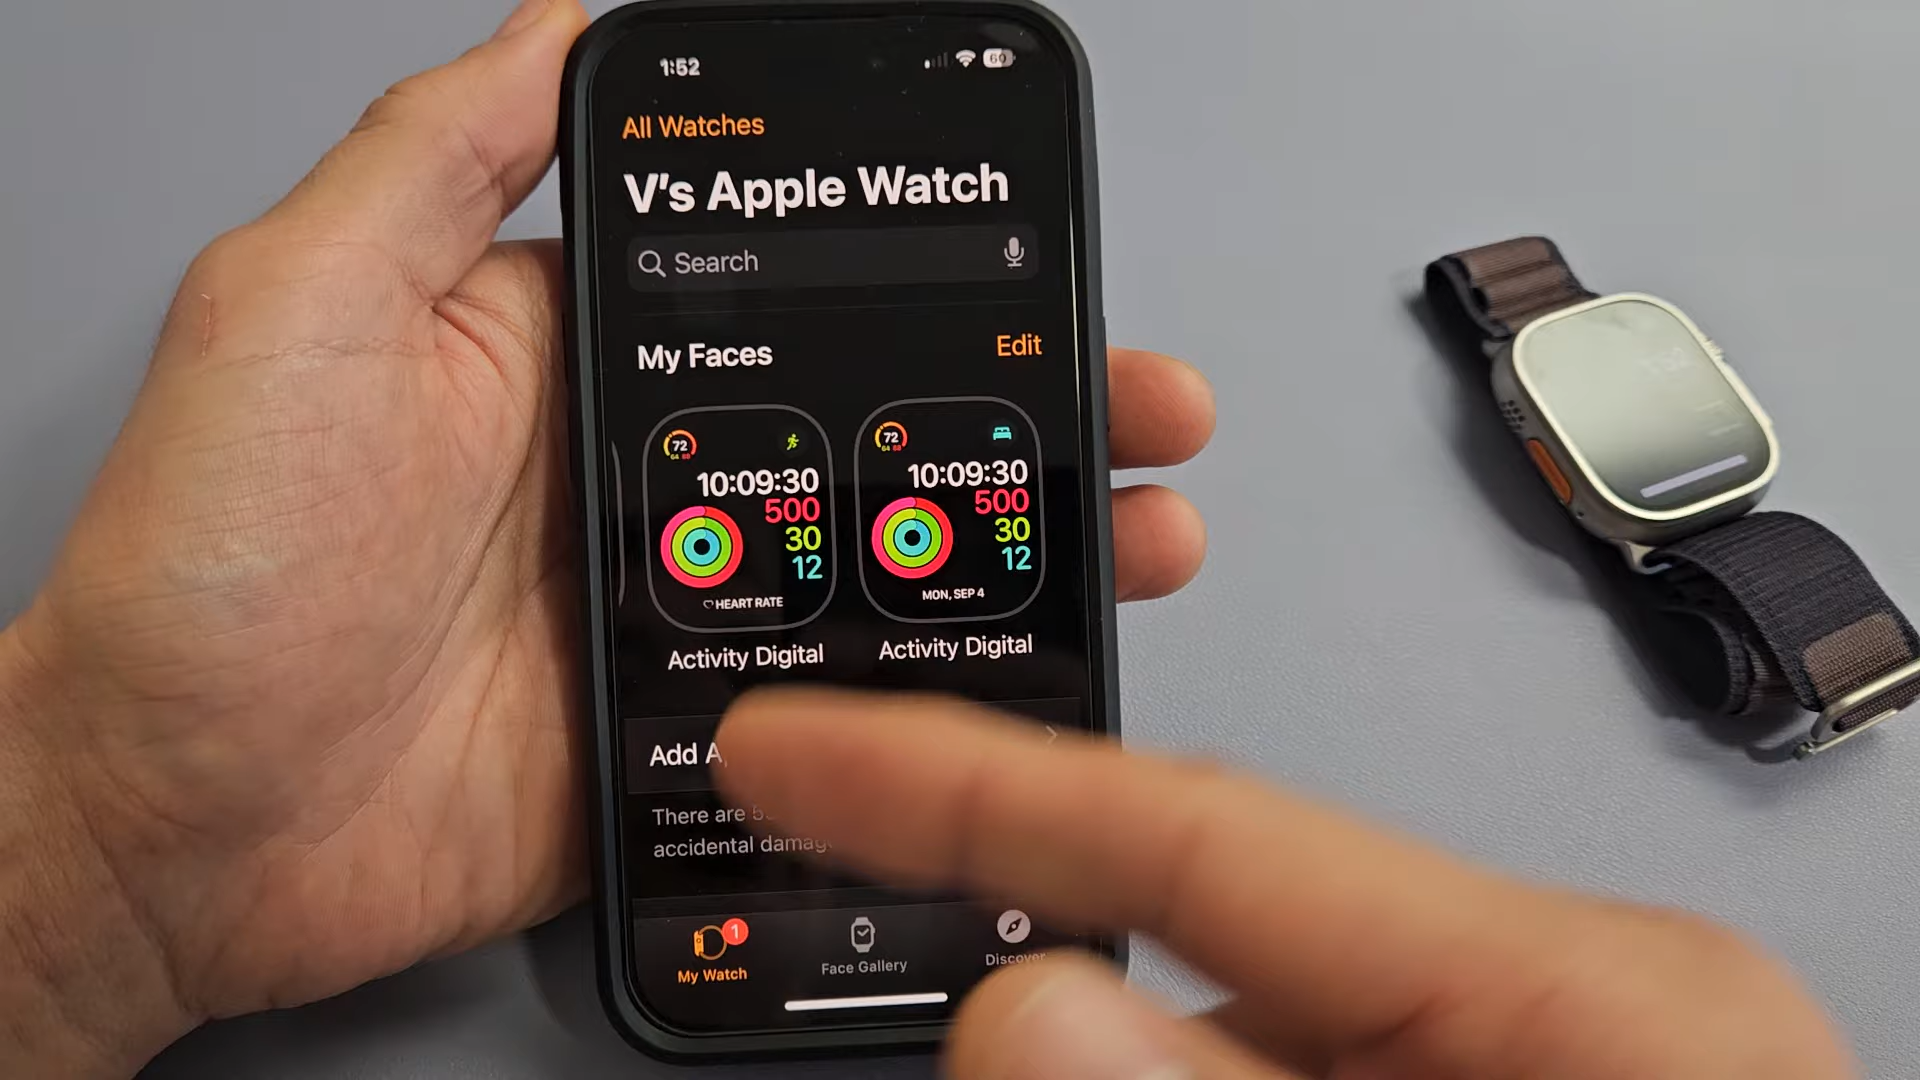 1:52
60
All Watches
V's Apple Watch
Search
My Faces
Edit
72
10:09:30
500
30
12
HEART RATE
Activity Digital
72
10:09:30
500
30
12
MON, SEP 4
Activity Digital
Add
There are
accidental
1
My Watch
Face Gallery
Discover